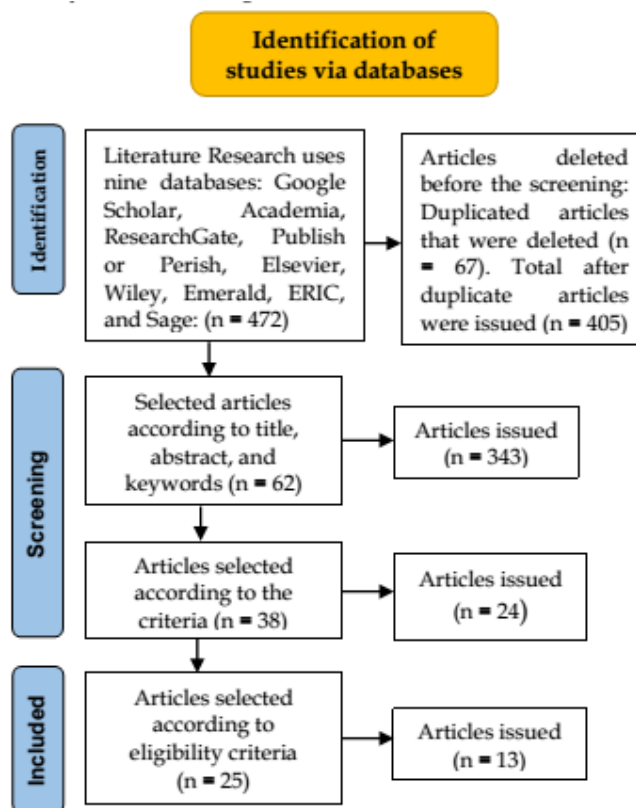 Identification of
studies via databases
Identification
Literature Research uses
nine databases: Google
Scholar, Academia,
ResearchGate, Publish
or Perish, Elsevier,
Wiley, Emerald, ERIC,
and Sage: (n = 472)
Articles deleted
before the screening:
Duplicated articles
that were deleted (n
= 67). Total after
duplicate articles
were issued (n = 405)
Screening
Selected articles
according to title,
abstract, and
keywords (n = 62)
Articles issued
(n = 343)
Articles selected
according to the
criteria (n = 38)
Articles issued
(n = 24)
Included
Articles selected
according to
eligibility criteria
(n = 25)
Articles issued
(n = 13)